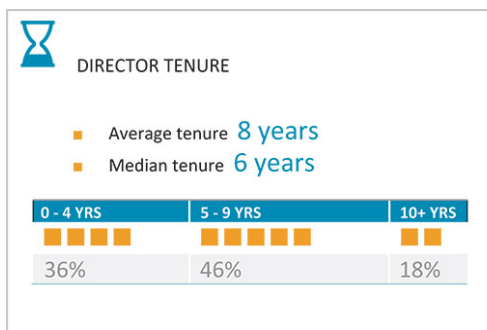 DIRECTOR TENURE
Average tenure 8 years
Median tenure 6 years
0 - 4 YRS 5 - 9 YRS 10+ YRS
36% 46% 18%